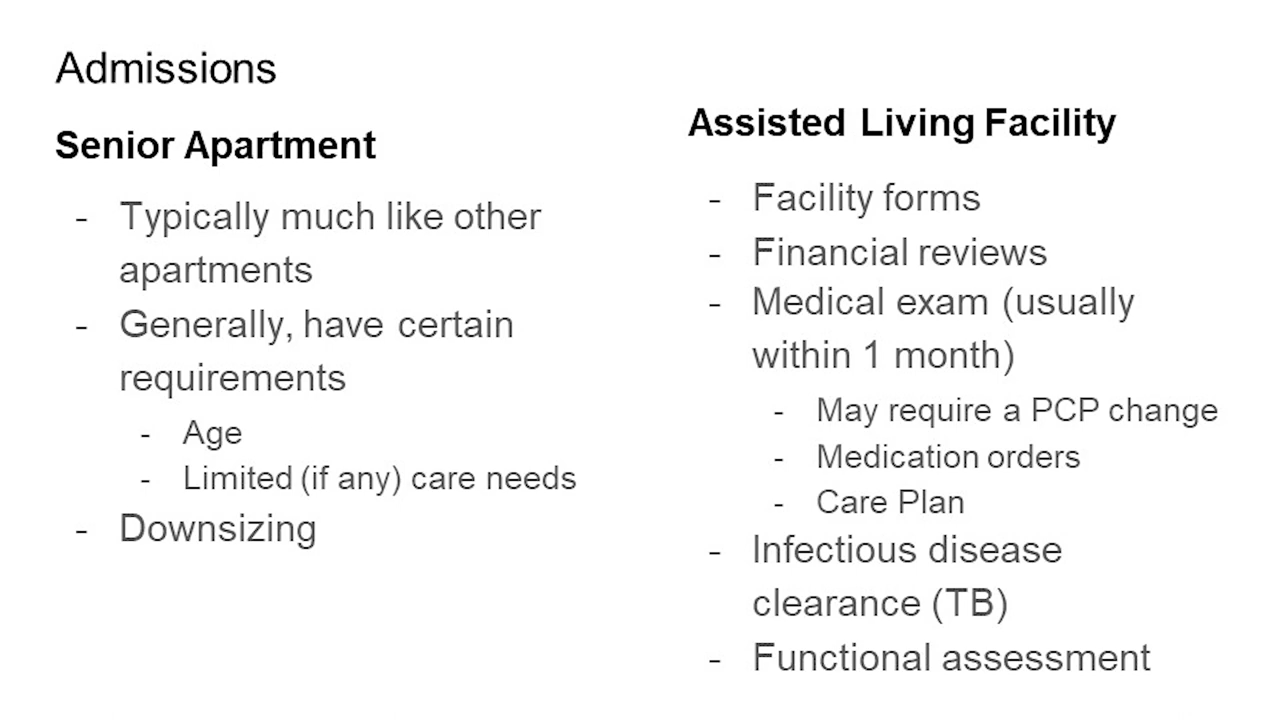 Admissions
Senior Apartment
- Typically much like other
apartments
- Generally, have certain
requirements
- Age
- Limited (if any) care needs
- Downsizing
Assisted Living Facility
- Facility forms
- Financial reviews
- Medical exam (usually
within 1 month)
- May require a PCP change
- Medication orders
- Care Plan
- Infectious disease
clearance (TB)
- Functional assessment